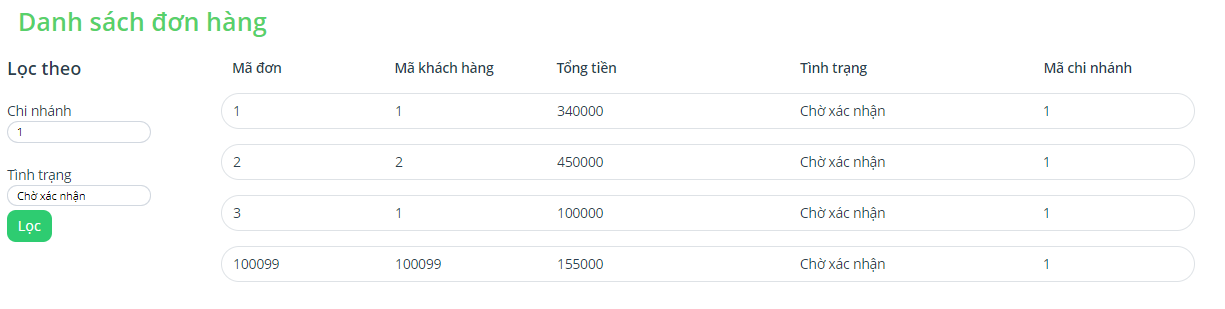 Danh sách đơn hàng
Lọc theo
Chi nhánh
1
Tình trạng
Chờ xác nhận
Lọc
Mã đơn Mã khách hàng Tổng tiền Tình trạng Mã chi nhánh
1 1 340000 Chờ xác nhận 1
2 2 450000 Chờ xác nhận 1
3 1 100000 Chờ xác nhận 1
100099 100099 155000 Chờ xác nhận 1